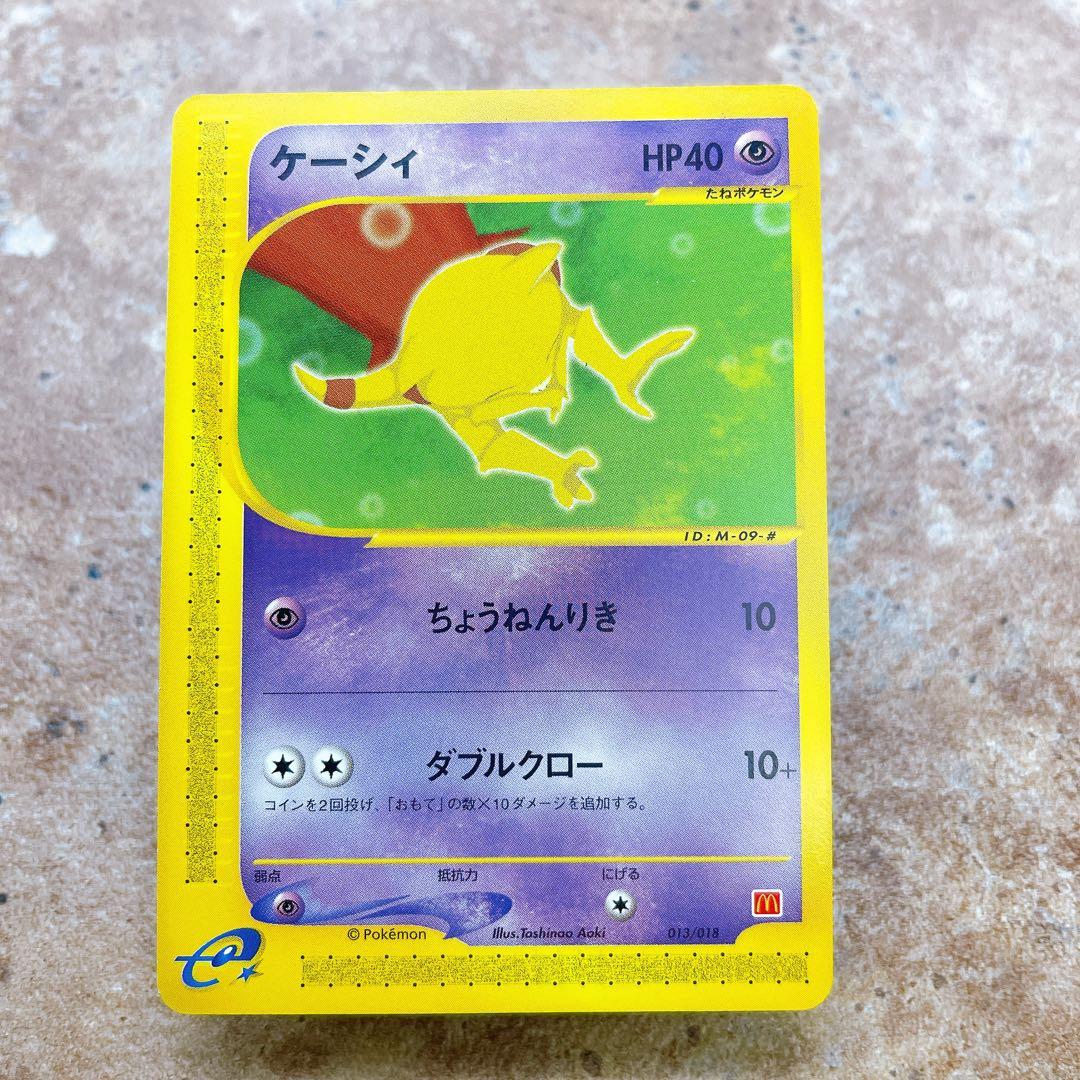 ケーシィ HP40
たねポケモン
ID : M-09-#
ちょうねんりき 10
ダブルクロー 10+
コインを2回投げ、「おもて」の数×10ダメージを追加する。
弱点 抵抗力 にげる
© Pokémon Illus. Toshinao Aoki 013/018
e